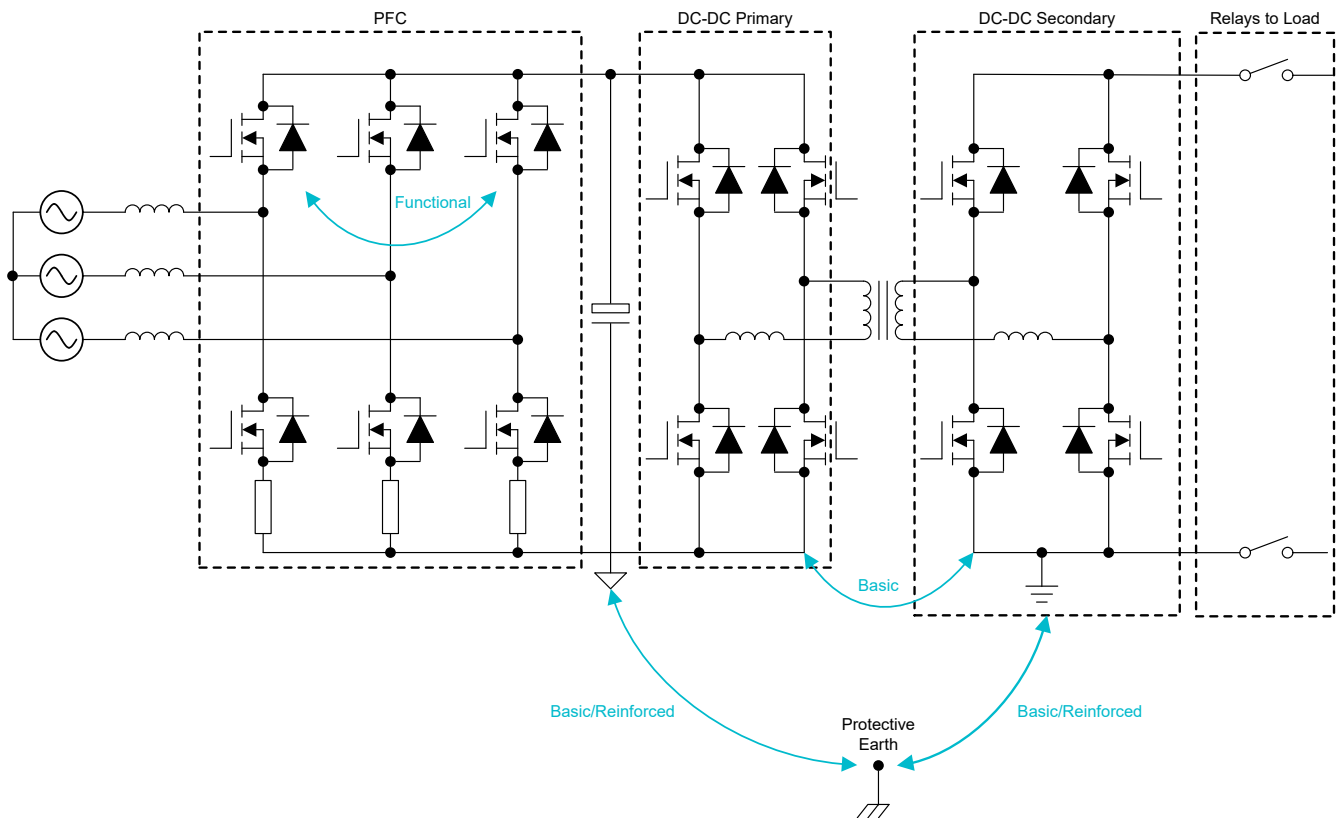 PFC
DC-DC Primary
DC-DC Secondary
Relays to Load
Functional
Basic
Basic/Reinforced
Basic/Reinforced
Protective
Earth